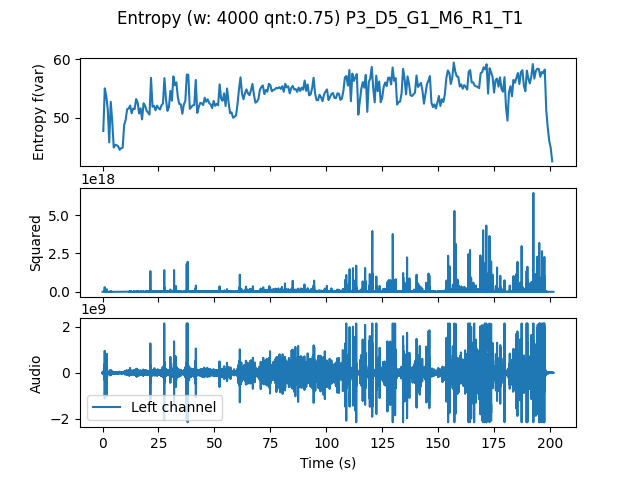 Entropy (w: 4000 qnt:0.75) P3_D5_G1_M6_R1_T1
60
50
Entropy f(var)
1e18
5.0
2.5
0.0
Squared
1e9
2
0
−2
Audio
Left channel
0 25 50 75 100 125 150 175 200
Time (s)